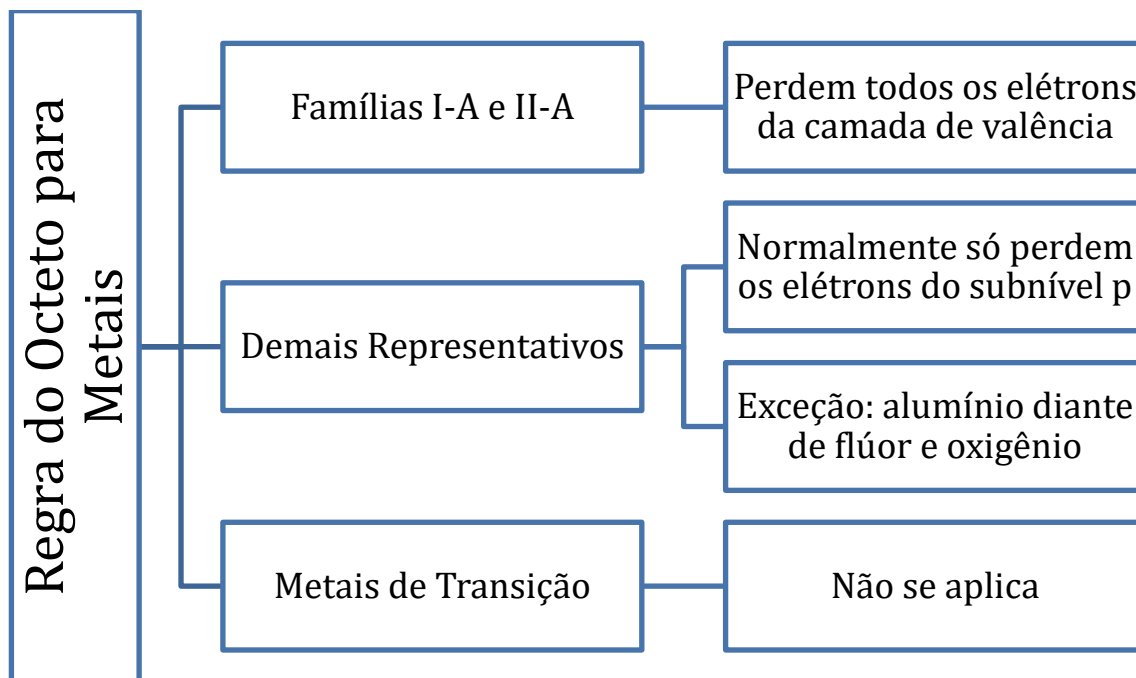 Regra do Octeto para
Metais
Famílias I-A e II-A
Perdem todos os elétrons
da camada de valência
Demais Representativos
Normalmente só perdem
os elétrons do subnível p
Exceção: alumínio diante
de flúor e oxigênio
Metais de Transição
Não se aplica